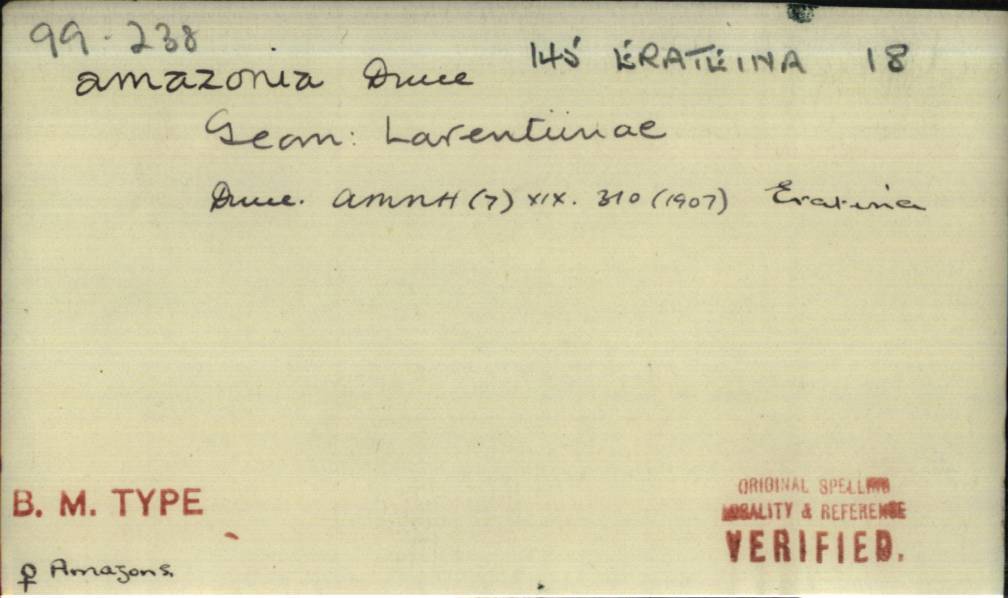 99-238
145 ERATEINA 18
amazonia Druce
Geom: Larentiinae
Druce. AMNH (7) XIX. 310 (1907) Erateina
B. M. TYPE
♀ Amazons.
ORIGINAL SPELLING
LOCALITY & REFERENCE
VERIFIED.